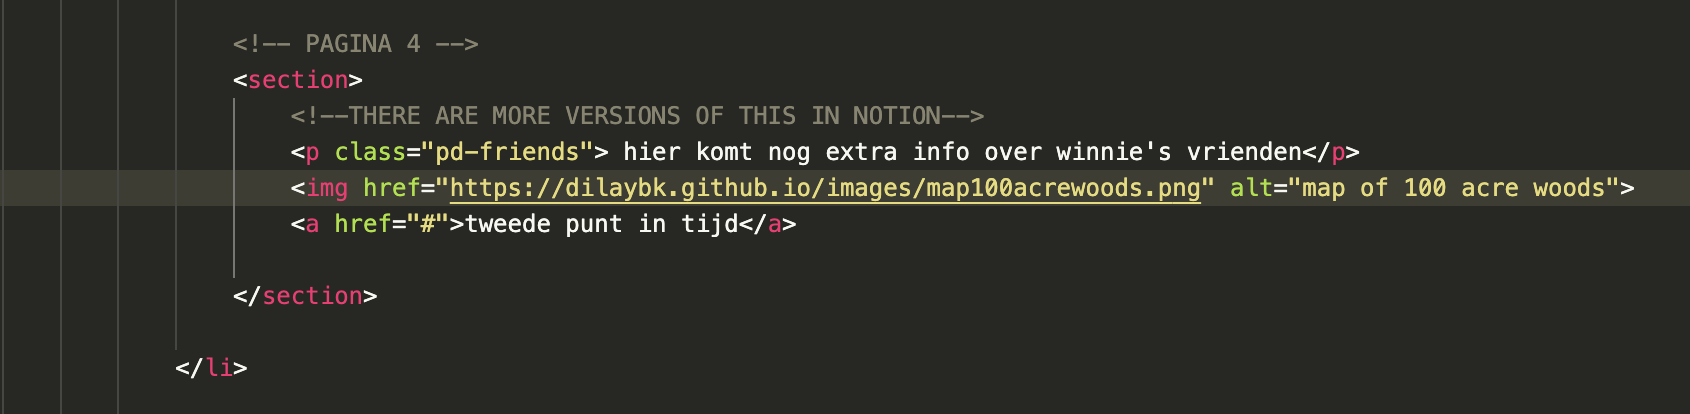 <!-- PAGINA 4 -->
<section>
<!--THERE ARE MORE VERSIONS OF THIS IN NOTION-->
<p class="pd-friends"> hier komt nog extra info over winnie's vrienden</p>
<img href="https://dilaybk.github.io/images/map100acrewoods.png" alt="map of 100 acre woods">
<a href="#">tweede punt in tijd</a>
</section>
</li>